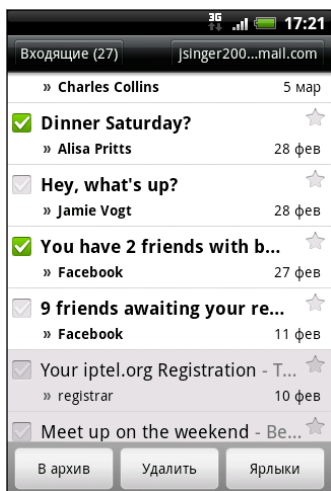 3G 17:21
Входящие (27) jsinger200...mail.com
» Charles Collins 5 мар
Dinner Saturday?
» Alisa Pritts 28 фев
Hey, what's up?
» Jamie Vogt 28 фев
You have 2 friends with b...
» Facebook 27 фев
9 friends awaiting your re...
» Facebook 11 фев
Your iptel.org Registration - T...
» registrar 10 фев
Meet up on the weekend - Be...
В архив Удалить Ярлыки